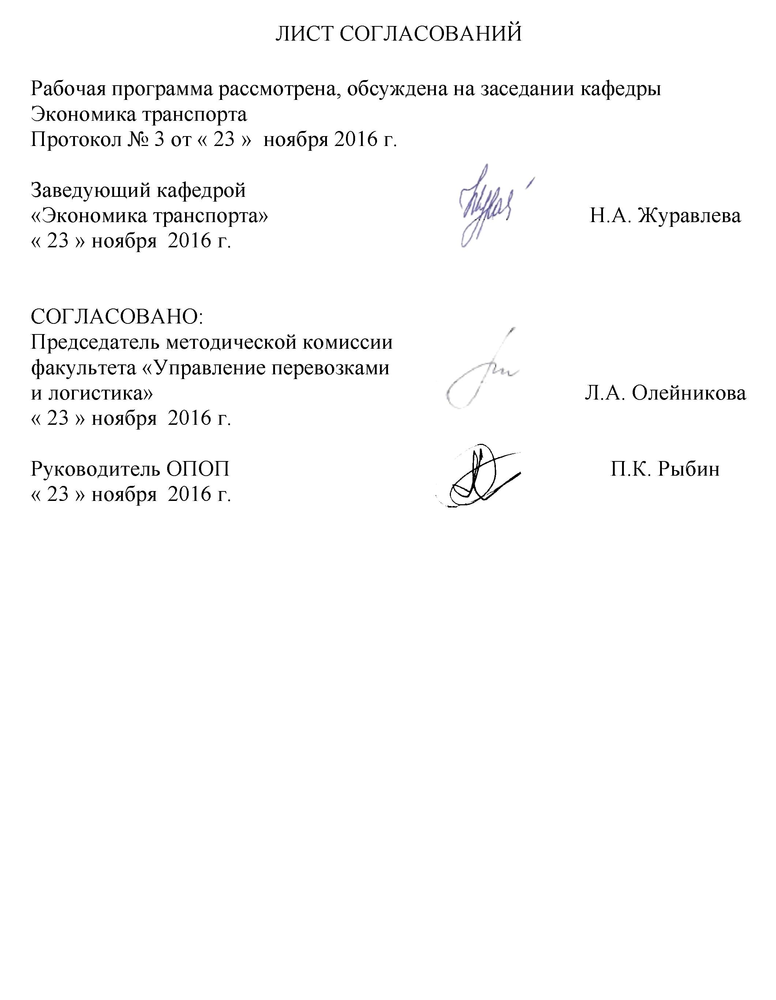 ЛИСТ СОГЛАСОВАНИЙ
Рабочая программа рассмотрена, обсуждена на заседании кафедры
Экономика транспорта
Протокол № 3 от « 23 » ноября 2016 г.
Заведующий кафедрой
«Экономика транспорта» Н.А. Журавлева
« 23 » ноября 2016 г.
СОГЛАСОВАНО:
Председатель методической комиссии
факультета «Управление перевозками
и логистика» Л.А. Олейникова
« 23 » ноября 2016 г.
Руководитель ОПОП П.К. Рыбин
« 23 » ноября 2016 г.